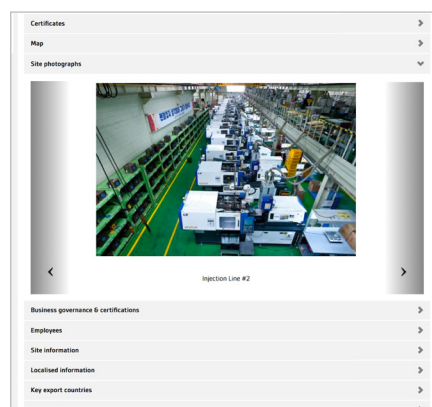 Certificates
Map
Site photographs
Injection Line #2
Business governance & certifications
Employees
Site information
Localised information
Key export countries